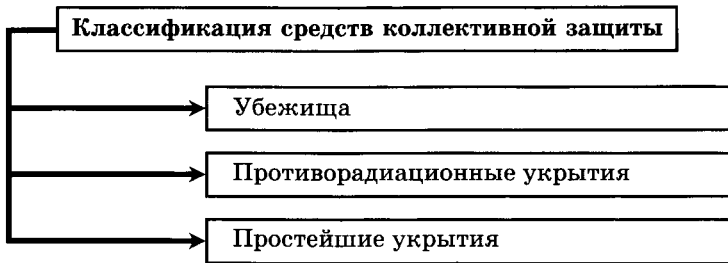 Классификация средств коллективной защиты
Убежища
Противорадиационные укрытия
Простейшие укрытия